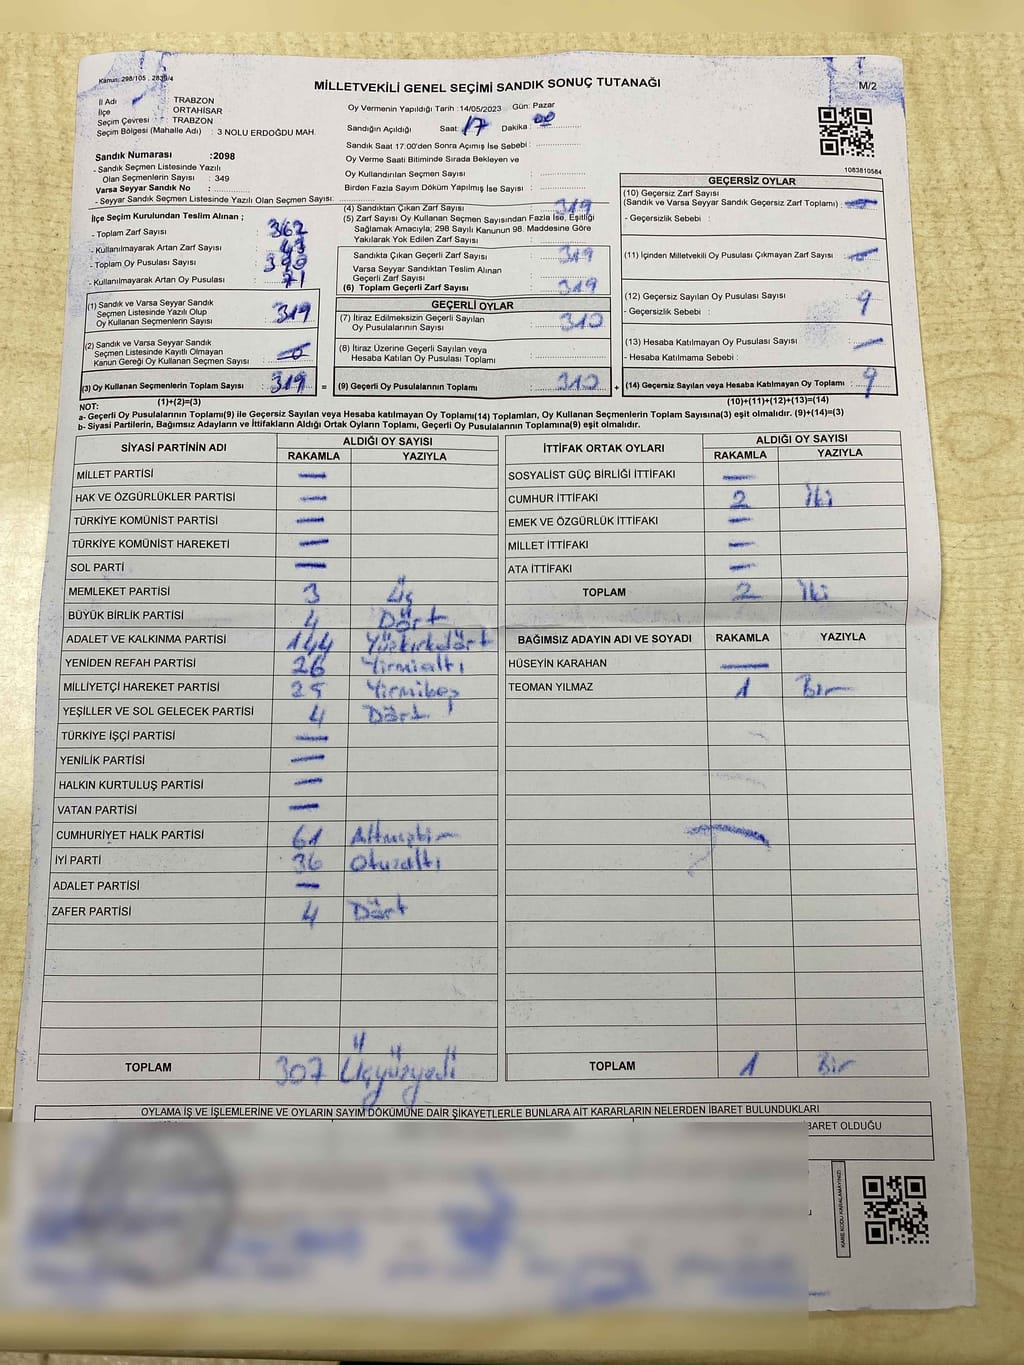 Kanun: 298/105 , 2839/4
MİLLETVEKİLİ GENEL SEÇİMİ SANDIK SONUÇ TUTANAĞI
M/2
İl Adı : TRABZON
İlçe : ORTAHİSAR
Seçim Çevresi : TRABZON
Seçim Bölgesi (Mahalle Adı) : 3 NOLU ERDOĞDU MAH.
Sandık Numarası :2098
- Sandık Seçmen Listesinde Yazılı
Olan Seçmenlerin Sayısı : 349
Varsa Seyyar Sandık No :
- Seyyar Sandık Seçmen Listesinde Yazılı Olan Seçmen Sayısı:
Oy Vermenin Yapıldığı Tarih :14/05/2023 Gün: Pazar
Sandığın Açıldığı Saat: 17 Dakika : 00
Sandık Saat 17:00'den Sonra Açımış İse Sebebi :
Oy Verme Saati Bitiminde Sırada Bekleyen ve
Oy Kullandırılan Seçmen Sayısı :
Birden Fazla Sayım Döküm Yapılmış İse Sayısı :
1083810584
İlçe Seçim Kurulundan Teslim Alınan ;
- Toplam Zarf Sayısı : 362
- Kullanılmayarak Artan Zarf Sayısı : 43
- Toplam Oy Pusulası Sayısı : 390
- Kullanılmayarak Artan Oy Pusulası : 71
(1) Sandık ve Varsa Seyyar Sandık
Seçmen Listesinde Yazılı Olup
Oy Kullanan Seçmenlerin Sayısı : 319
(2) Sandık ve Varsa Seyyar Sandık
Seçmen Listesinde Kayıtlı Olmayan
Kanun Gereği Oy Kullanan Seçmen Sayısı :
(3) Oy Kullanan Seçmenlerin Toplam Sayısı : 319 =
(1)+(2)=(3)
(4) Sandıktan Çıkan Zarf Sayısı : 319
(5) Zarf Sayısı Oy Kullanan Seçmen Sayısından Fazla İse, Eşitliği
Sağlamak Amacıyla; 298 Sayılı Kanunun 98. Maddesine Göre
Yakılarak Yok Edilen Zarf Sayısı :
Sandıkta Çıkan Geçerli Zarf Sayısı : 319
Varsa Seyyar Sandıktan Teslim Alınan
Geçerli Zarf Sayısı :
(6) Toplam Geçerli Zarf Sayısı : 319
GEÇERLİ OYLAR
(7) İtiraz Edilmeksizin Geçerli Sayılan
Oy Pusulalarının Sayısı : 310
(8) İtiraz Üzerine Geçerli Sayılan veya
Hesaba Katılan Oy Pusulası Toplamı :
(9) Geçerli Oy Pusulalarının Toplamı : 310 +
GEÇERSİZ OYLAR
(10) Geçersiz Zarf Sayısı
(Sandık ve Varsa Seyyar Sandık Geçersiz Zarf Toplamı) :
- Geçersizlik Sebebi :
(11) İçinden Milletvekili Oy Pusulası Çıkmayan Zarf Sayısı :
(12) Geçersiz Sayılan Oy Pusulası Sayısı : 9
- Geçersizlik Sebebi :
(13) Hesaba Katılmayan Oy Pusulası Sayısı : —
- Hesaba Katılmama Sebebi :
(14) Geçersiz Sayılan veya Hesaba Katılmayan Oy Toplamı : 9
(10)+(11)+(12)+(13)=(14)
NOT:
a- Geçerli Oy Pusulalarının Toplamı(9) ile Geçersiz Sayılan veya Hesaba katılmayan Oy Toplamı(14) Toplamları, Oy Kullanan Seçmenlerin Toplam Sayısına(3) eşit olmalıdır. (9)+(14)=(3)
b- Siyasi Partilerin, Bağımsız Adayların ve İttifakların Aldığı Ortak Oyların Toplamı, Geçerli Oy Pusulalarının Toplamına(9) eşit olmalıdır.
SİYASİ PARTİNİN ADI ALDIĞI OY SAYISI
RAKAMLA YAZIYLA
MİLLET PARTİSİ —
HAK VE ÖZGÜRLÜKLER PARTİSİ —
TÜRKİYE KOMÜNİST PARTİSİ —
TÜRKİYE KOMÜNİST HAREKETİ —
SOL PARTİ —
MEMLEKET PARTİSİ 3 Üç
BÜYÜK BİRLİK PARTİSİ 4 Dört
ADALET VE KALKINMA PARTİSİ 144 Yüzkırkdört
YENİDEN REFAH PARTİSİ 26 Yirmialtı
MİLLİYETÇİ HAREKET PARTİSİ 25 Yirmibeş
YEŞİLLER VE SOL GELECEK PARTİSİ 4 Dört
TÜRKİYE İŞÇİ PARTİSİ —
YENİLİK PARTİSİ —
HALKIN KURTULUŞ PARTİSİ —
VATAN PARTİSİ —
CUMHURİYET HALK PARTİSİ 61 Altmışbir
İYİ PARTİ 36 Otuzaltı
ADALET PARTİSİ —
ZAFER PARTİSİ 4 Dört
TOPLAM 307 Üçyüzyedi
İTTİFAK ORTAK OYLARI ALDIĞI OY SAYISI
RAKAMLA YAZIYLA
SOSYALİST GÜÇ BİRLİĞİ İTTİFAKI —
CUMHUR İTTİFAKI 2 İki
EMEK VE ÖZGÜRLÜK İTTİFAKI —
MİLLET İTTİFAKI —
ATA İTTİFAKI —
TOPLAM 2 İki
BAĞIMSIZ ADAYIN ADI VE SOYADI RAKAMLA YAZIYLA
HÜSEYİN KARAHAN —
TEOMAN YILMAZ 1 Bir
TOPLAM 1 Bir
OYLAMA İŞ VE İŞLEMLERİNE VE OYLARIN SAYIM DÖKÜMÜNE DAİR ŞİKAYETLERLE BUNLARA AİT KARARLARIN NELERDEN İBARET BULUNDUKLARI
BARET OLDUĞU
KARE KODU KARALAMAYINIZ!